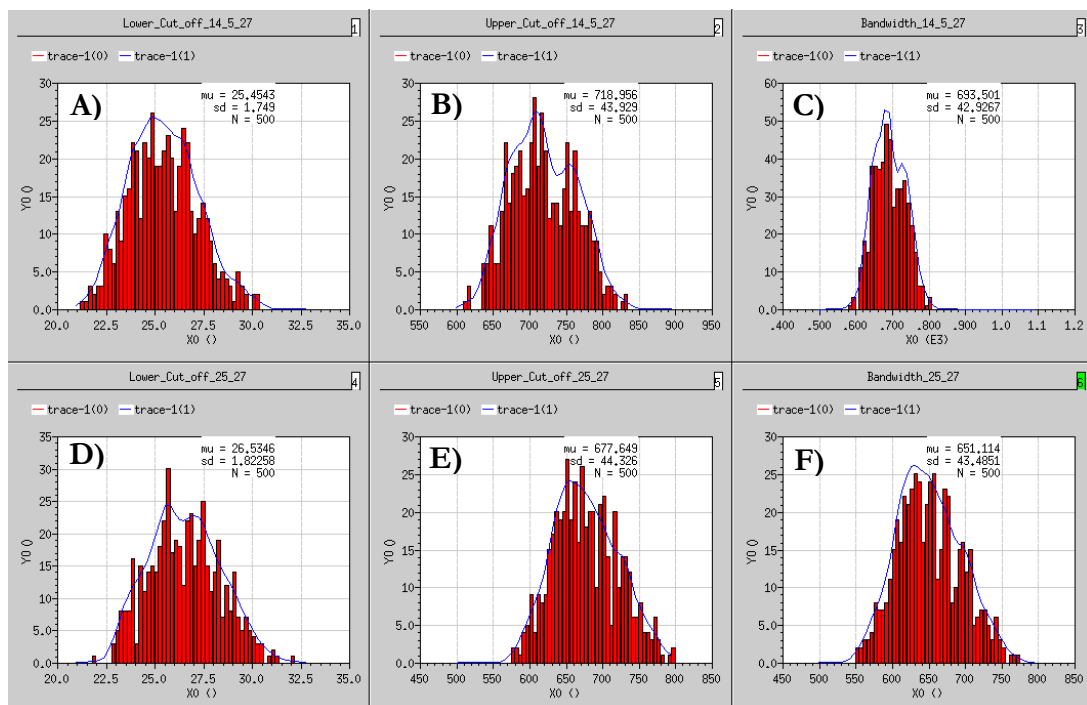 Lower_Cut_off_14_5_27
1
trace-1(0) trace-1(1)
A)
mu = 25.4543
sd = 1.749
N = 500
30
25
20
15
10
5.0
0.0
Y0 ()
20.0 22.5 25.0 27.5 30.0 32.5 35.0
X0 ()
Upper_Cut_off_14_5_27
2
trace-1(0) trace-1(1)
B)
mu = 718.956
sd = 43.929
N = 500
30
25
20
15
10
5.0
0.0
Y0 ()
550 600 650 700 750 800 850 900 950
X0 ()
Bandwidth_14_5_27
3
trace-1(0) trace-1(1)
C)
mu = 693.501
sd = 42.9267
N = 500
60
50
40
30
20
10
0.0
Y0 ()
.400 .500 .600 .700 .800 .900 1.0 1.1 1.2
X0 (E3)
Lower_Cut_off_25_27
4
trace-1(0) trace-1(1)
D)
mu = 26.5346
sd = 1.82258
N = 500
35
30
25
20
15
10
5.0
0.0
Y0 ()
20.0 22.5 25.0 27.5 30.0 32.5 35.0
X0 ()
Upper_Cut_off_25_27
5
trace-1(0) trace-1(1)
E)
mu = 677.649
sd = 44.326
N = 500
30
25
20
15
10
5.0
0.0
Y0 ()
450 500 550 600 650 700 750 800 850
X0 ()
Bandwidth_25_27
6
trace-1(0) trace-1(1)
F)
mu = 651.114
sd = 43.4851
N = 500
30
25
20
15
10
5.0
0.0
Y0 ()
450 500 550 600 650 700 750 800 850
X0 ()